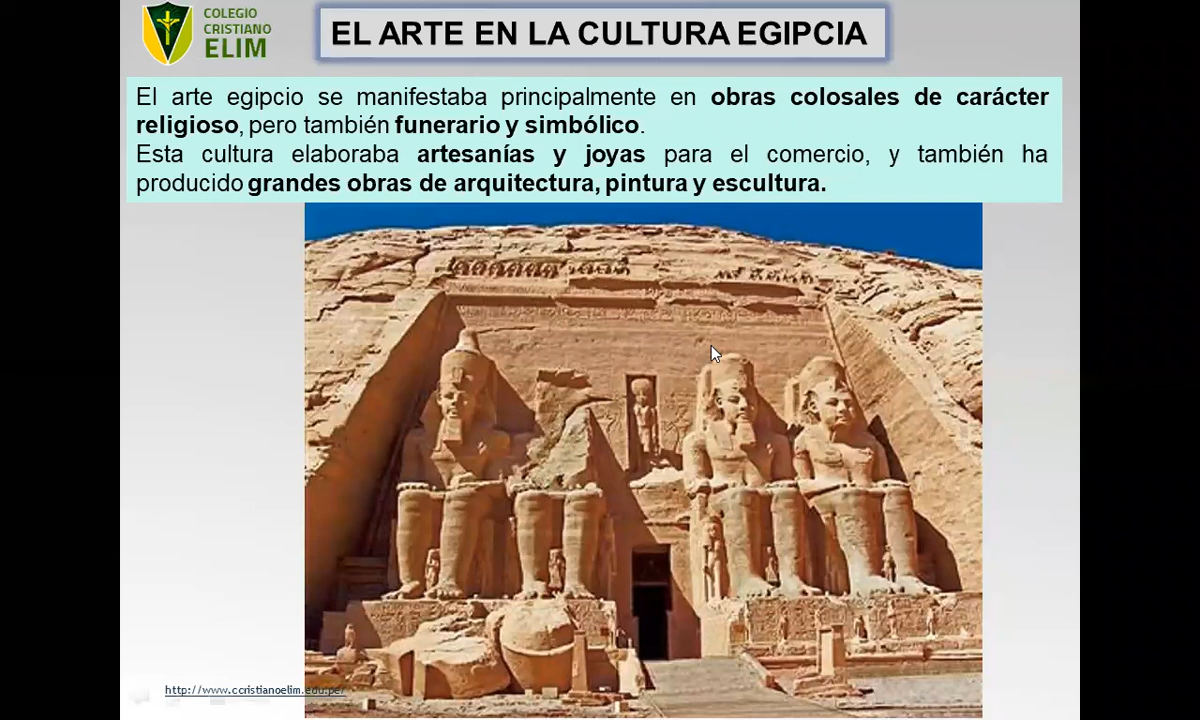 COLEGIO
CRISTIANO
ELIM
EL ARTE EN LA CULTURA EGIPCIA
El arte egipcio se manifestaba principalmente en obras colosales de carácter
religioso, pero también funerario y simbólico.
Esta cultura elaboraba artesanías y joyas para el comercio, y también ha
producido grandes obras de arquitectura, pintura y escultura.
http://www.ccristianoelim.edu.pe/